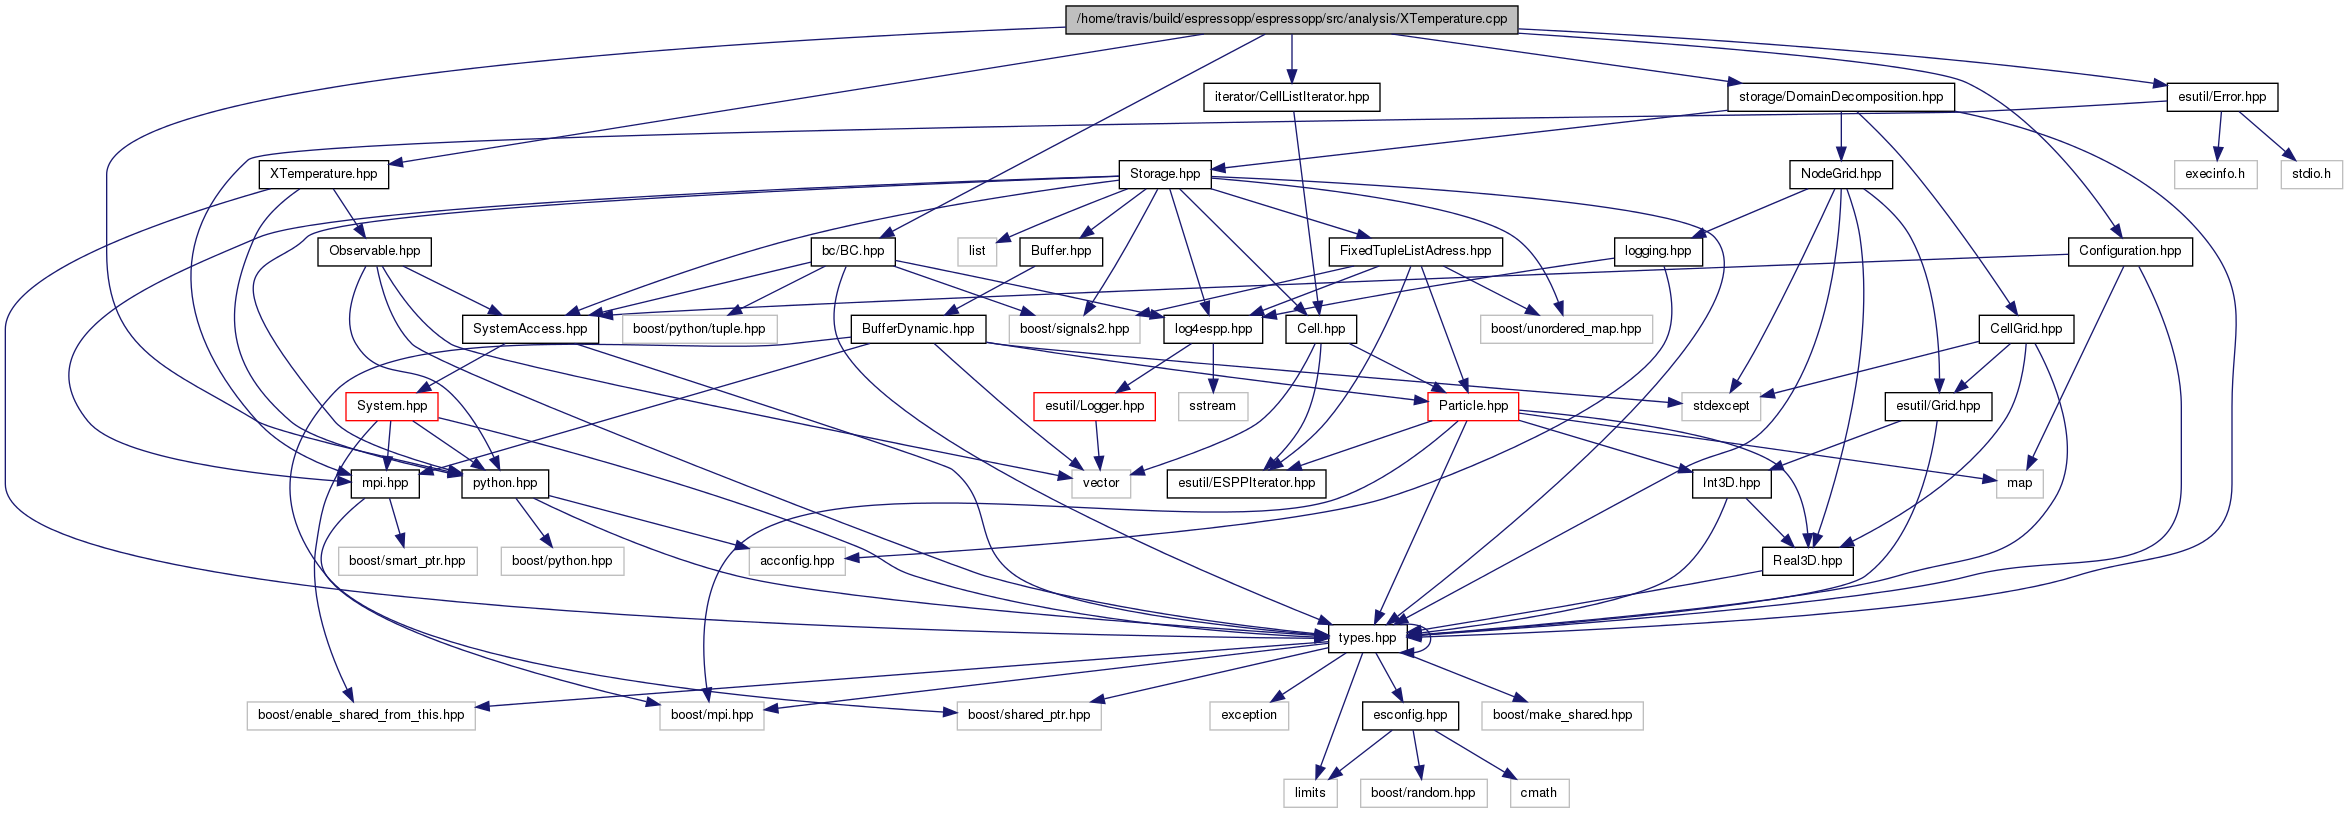 /home/travis/build/espressopp/espressopp/src/analysis/XTemperature.cpp
iterator/CellListIterator.hpp
storage/DomainDecomposition.hpp
esutil/Error.hpp
XTemperature.hpp
Storage.hpp
NodeGrid.hpp
execinfo.h
stdio.h
Observable.hpp
bc/BC.hpp
list
Buffer.hpp
FixedTupleListAdress.hpp
logging.hpp
Configuration.hpp
SystemAccess.hpp
boost/python/tuple.hpp
BufferDynamic.hpp
boost/signals2.hpp
log4espp.hpp
Cell.hpp
boost/unordered_map.hpp
CellGrid.hpp
System.hpp
esutil/Logger.hpp
sstream
Particle.hpp
stdexcept
esutil/Grid.hpp
mpi.hpp
python.hpp
vector
esutil/ESPPIterator.hpp
Int3D.hpp
map
boost/smart_ptr.hpp
boost/python.hpp
acconfig.hpp
Real3D.hpp
types.hpp
boost/enable_shared_from_this.hpp
boost/mpi.hpp
boost/shared_ptr.hpp
exception
esconfig.hpp
boost/make_shared.hpp
limits
boost/random.hpp
cmath